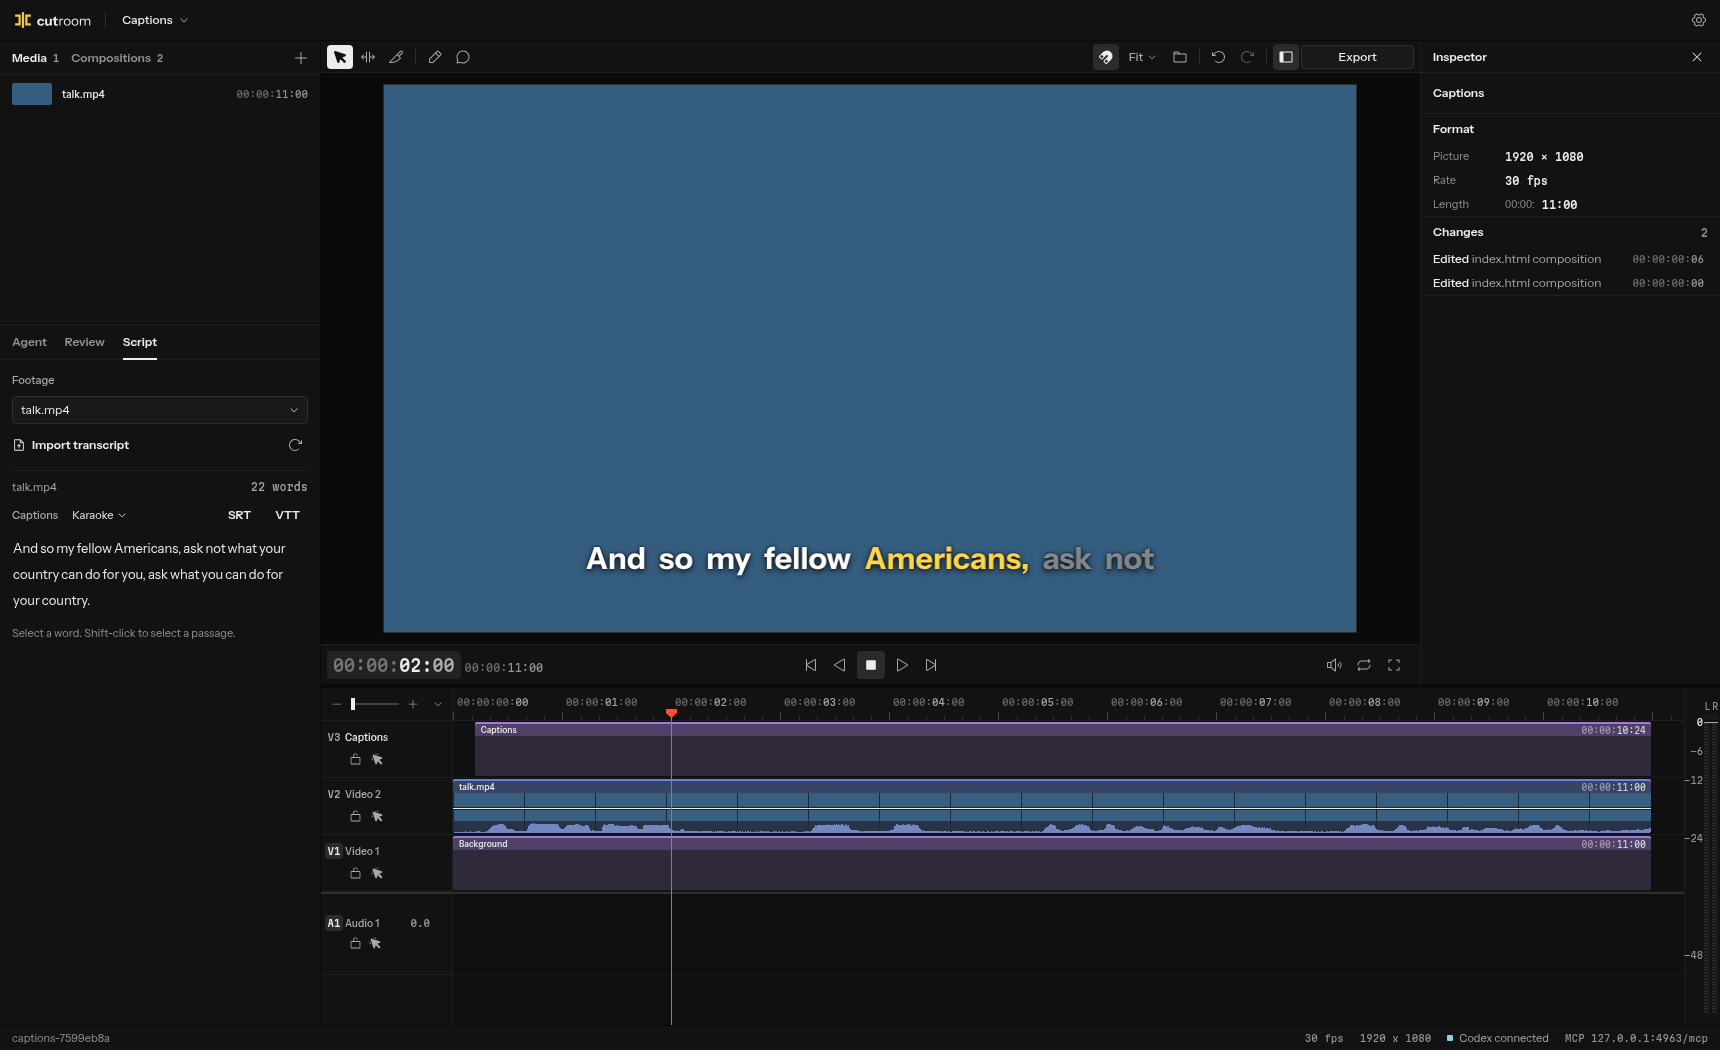 cutroom
Captions
Media 1 Compositions 2
talk.mp4 00:00:11:00
Fit
Export
Inspector
Captions
Format
Picture 1920 × 1080
Rate 30 fps
Length 00:00: 11:00
Changes 2
Edited index.html composition 00:00:00:06
Edited index.html composition 00:00:00:00
And so my fellow Americans, ask not
Agent Review Script
Footage
talk.mp4
Import transcript
talk.mp4 22 words
Captions Karaoke SRT VTT
And so my fellow Americans, ask not what your
country can do for you, ask what you can do for
your country.
Select a word. Shift-click to select a passage.
00:00:02:00 00:00:11:00
00:00:00:00 00:00:01:00 00:00:02:00 00:00:03:00 00:00:04:00 00:00:05:00 00:00:06:00 00:00:07:00 00:00:08:00 00:00:09:00 00:00:10:00
V3 Captions
Captions 00:00:10:24
V2 Video 2
talk.mp4 00:00:11:00
V1 Video 1
Background 00:00:11:00
A1 Audio 1 0.0
L R
0
-6
-12
-24
-48
captions-7599eb8a
30 fps 1920 x 1080 Codex connected MCP 127.0.0.1:4963/mcp